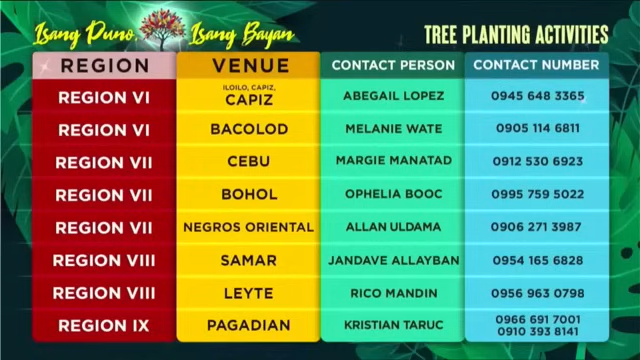 Isang Puno, Isang Bayan
TREE PLANTING ACTIVITIES
REGION VENUE CONTACT PERSON CONTACT NUMBER
REGION VI ILOILO, CAPIZ, CAPIZ ABEGAIL LOPEZ 0945 648 3365
REGION VI BACOLOD MELANIE WATE 0905 114 6811
REGION VII CEBU MARGIE MANATAD 0912 530 6923
REGION VII BOHOL OPHELIA BOOC 0995 759 5022
REGION VII NEGROS ORIENTAL ALLAN ULDAMA 0906 271 3987
REGION VIII SAMAR JANDAVE ALLAYBAN 0954 165 6828
REGION VIII LEYTE RICO MANDIN 0956 963 0798
REGION IX PAGADIAN KRISTIAN TARUC 0966 691 7001
0910 393 8141